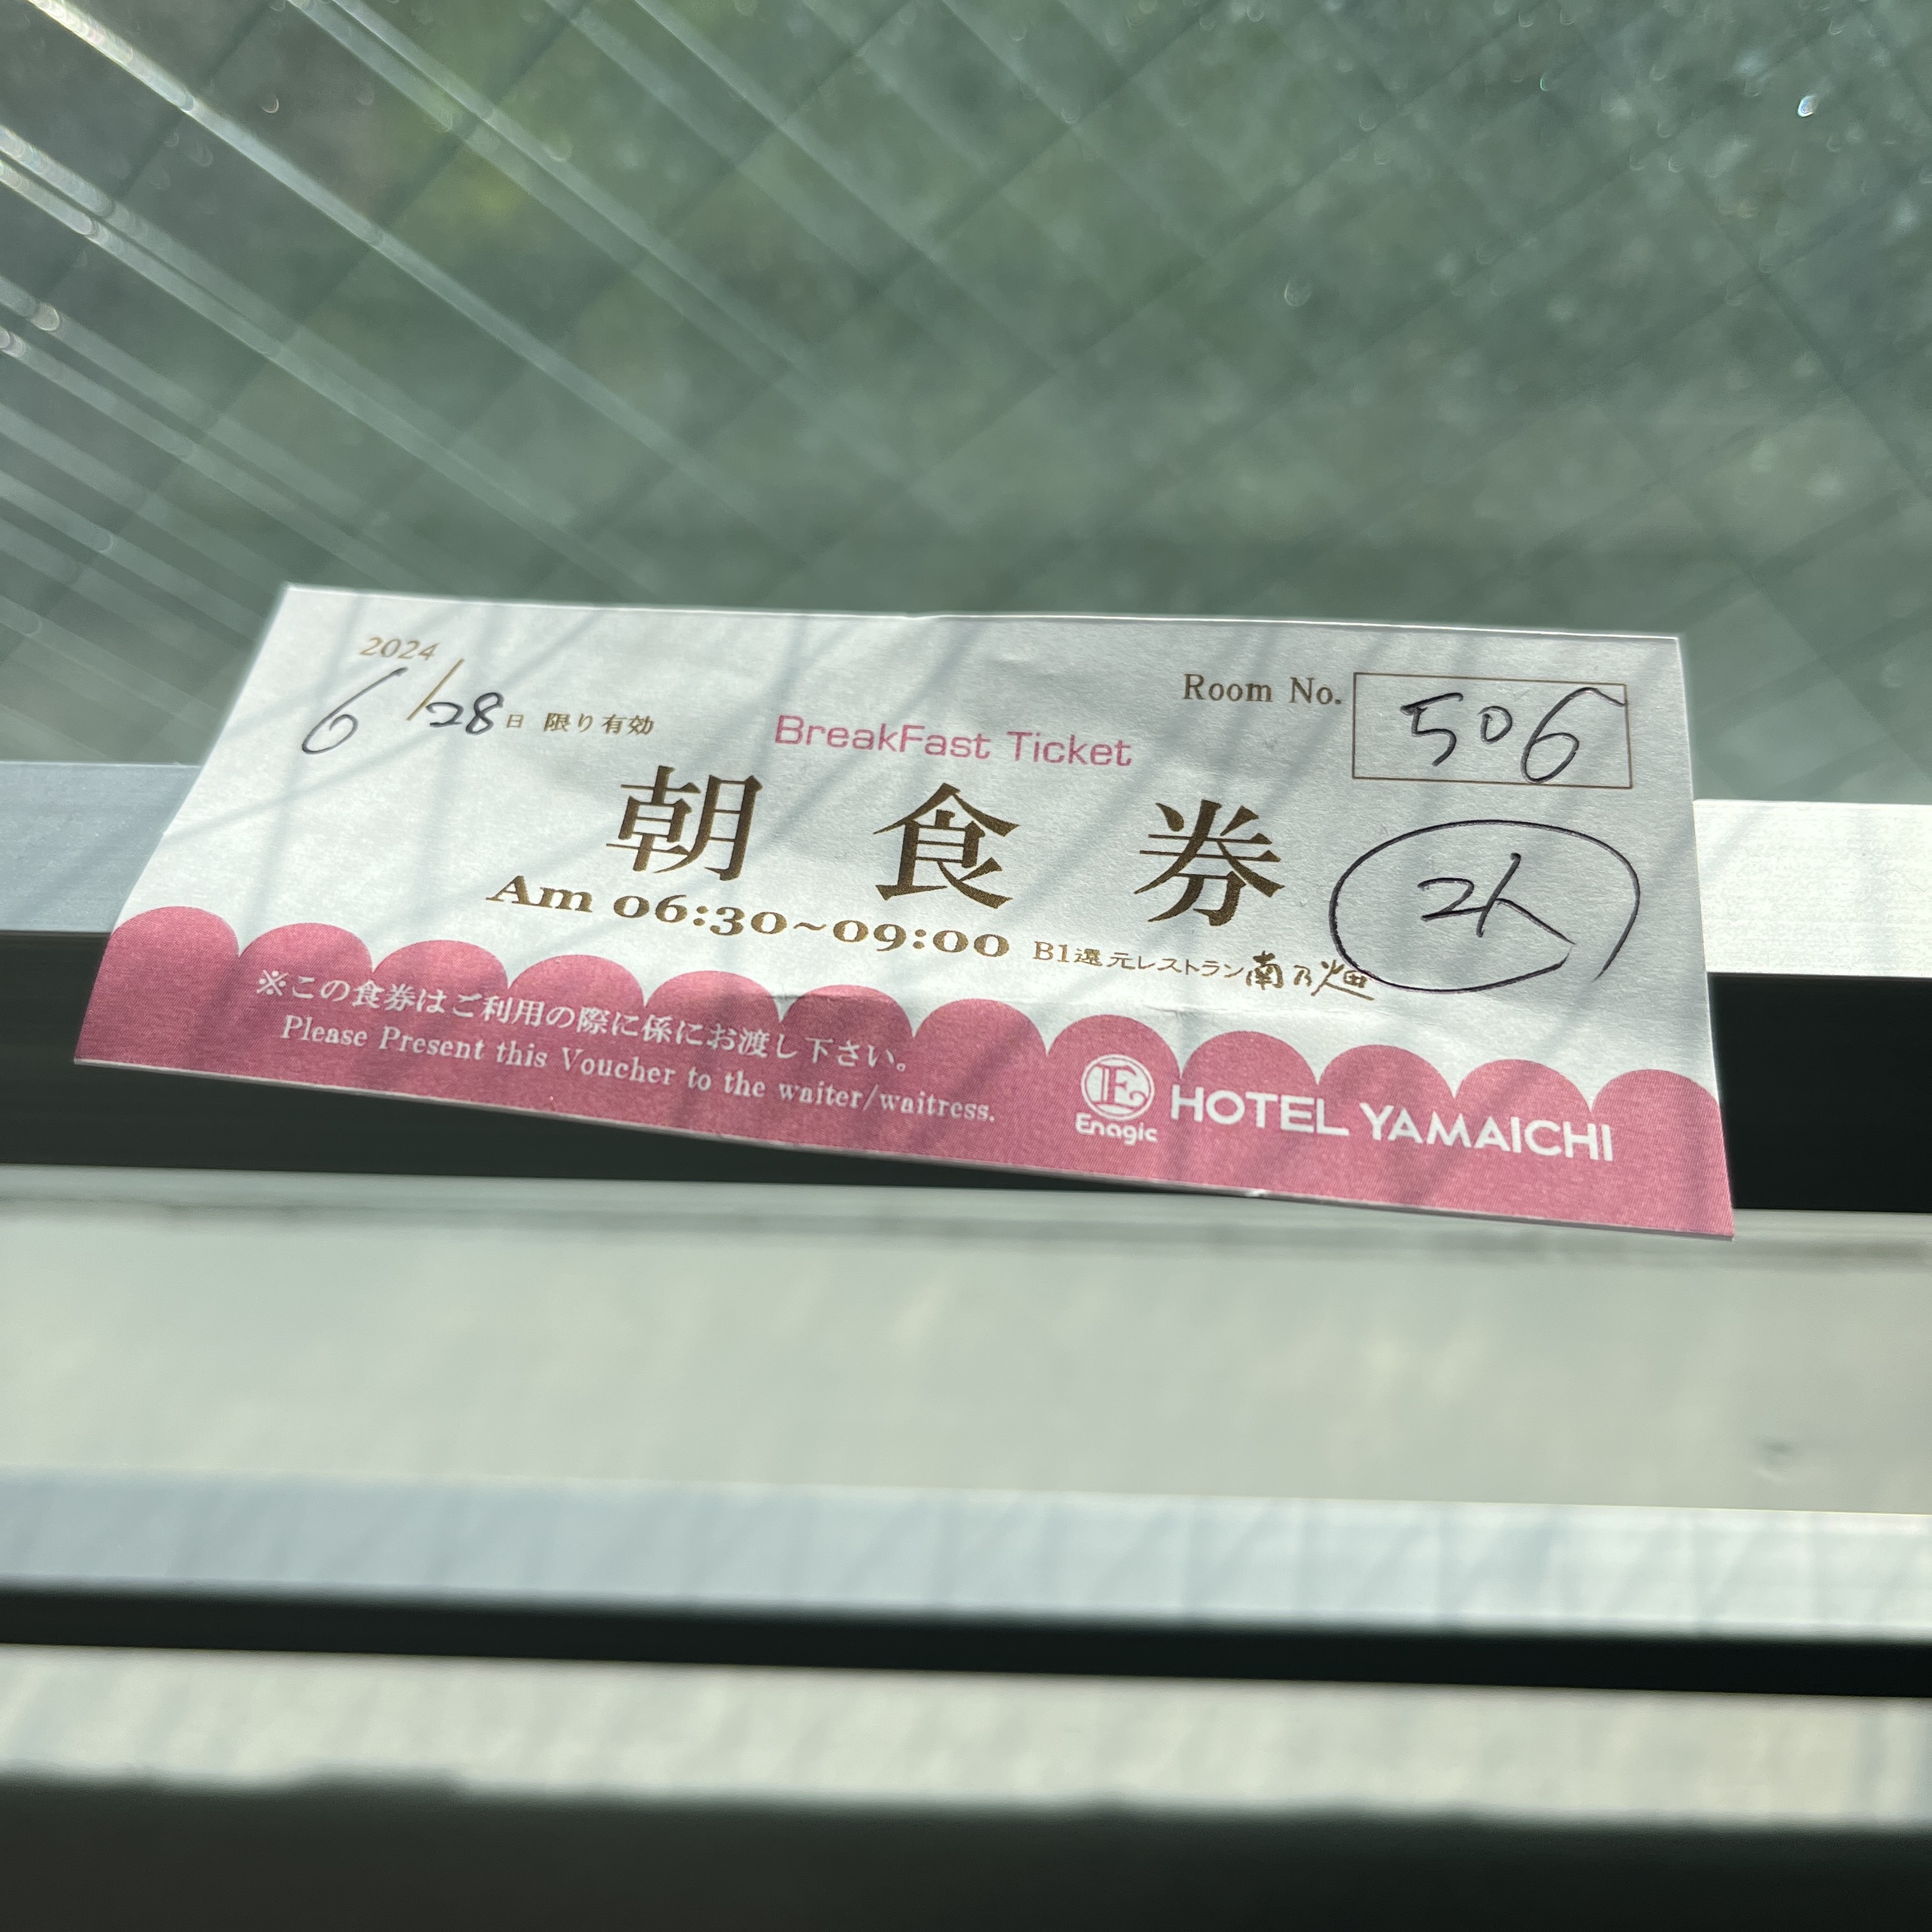 2024
6/28日 限り有効
Room No. 506
BreakFast Ticket
朝食券
2人
Am 06:30~09:00 B1還元レストラン南乃畑
※この食券はご利用の際に係にお渡し下さい。
Please Present this Voucher to the waiter/waitress.
E
Enagic
HOTEL YAMAICHI